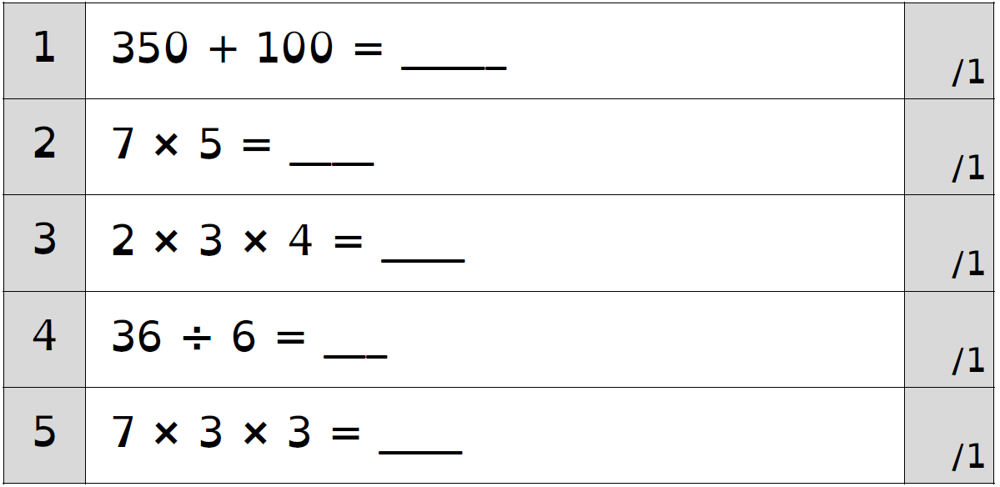 1 350 + 100 = _____ /1
2 7 × 5 = ____ /1
3 2 × 3 × 4 = ____ /1
4 36 ÷ 6 = ___ /1
5 7 × 3 × 3 = ____ /1